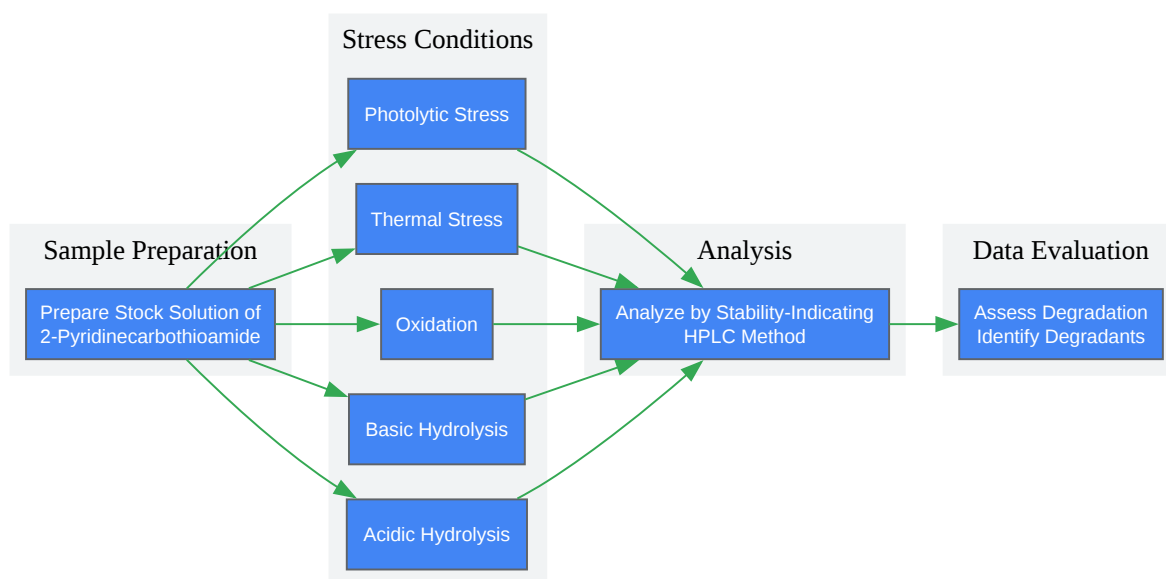 Stress Conditions
Photolytic Stress
Thermal Stress
Sample Preparation
Prepare Stock Solution of
2-Pyridinecarbothioamide
Oxidation
Basic Hydrolysis
Acidic Hydrolysis
Analysis
Analyze by Stability-Indicating
HPLC Method
Data Evaluation
Assess Degradation
Identify Degradants